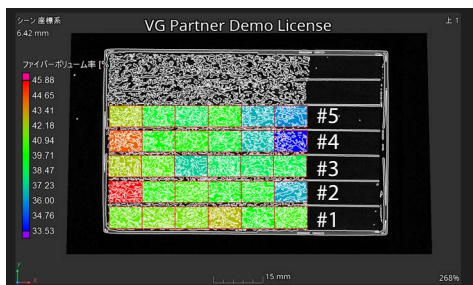 シーン 座標系
6.42 mm
VG Partner Demo License
上 1
ファイバーボリューム率 [%
45.88
44.65
43.41
42.18
40.94
39.71
38.47
37.23
36.00
34.76
33.53
#5
#4
#3
#2
#1
y
x
15 mm
268%